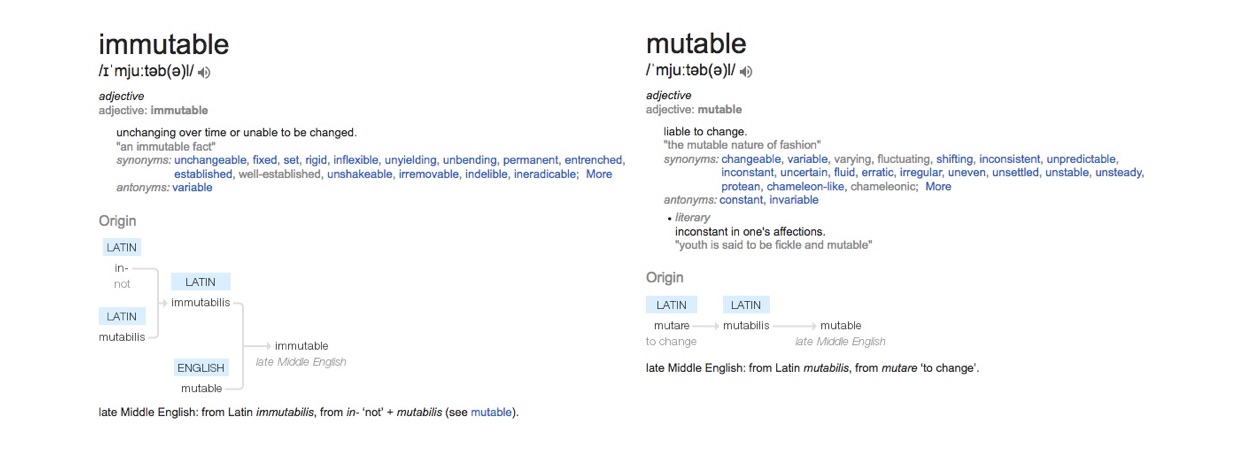 immutable
/ɪˈmjuːtəb(ə)l/
adjective
adjective: immutable
unchanging over time or unable to be changed.
"an immutable fact"
synonyms: unchangeable, fixed, set, rigid, inflexible, unyielding, unbending, permanent, entrenched,
established, well-established, unshakeable, irremovable, indelible, ineradicable; More
antonyms: variable
Origin
LATIN
in-
not
LATIN
mutabilis
LATIN
immutabilis
ENGLISH
mutable
immutable
late Middle English
late Middle English: from Latin immutabilis, from in- ‘not’ + mutabilis (see mutable).
mutable
/ˈmjuːtəb(ə)l/
adjective
adjective: mutable
liable to change.
"the mutable nature of fashion"
synonyms: changeable, variable, varying, fluctuating, shifting, inconsistent, unpredictable,
inconstant, uncertain, fluid, erratic, irregular, uneven, unsettled, unstable, unsteady,
protean, chameleon-like, chameleonic; More
antonyms: constant, invariable
• literary
inconstant in one's affections.
"youth is said to be fickle and mutable"
Origin
LATIN
mutare
to change
LATIN
mutabilis
mutable
late Middle English
late Middle English: from Latin mutabilis, from mutare ‘to change’.